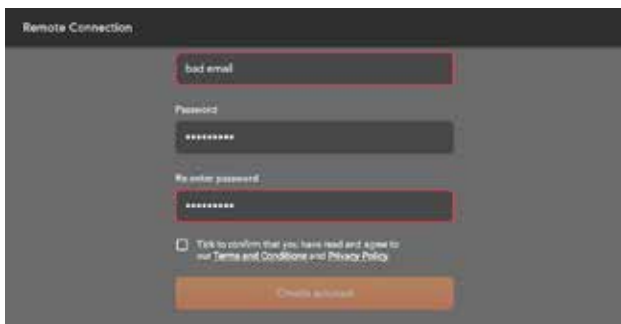 Remote Connection
bad email
Password
•••••••••
Re-enter password
•••••••••
Tick to confirm that you have read and agree to
our Terms and Conditions and Privacy Policy
Create account